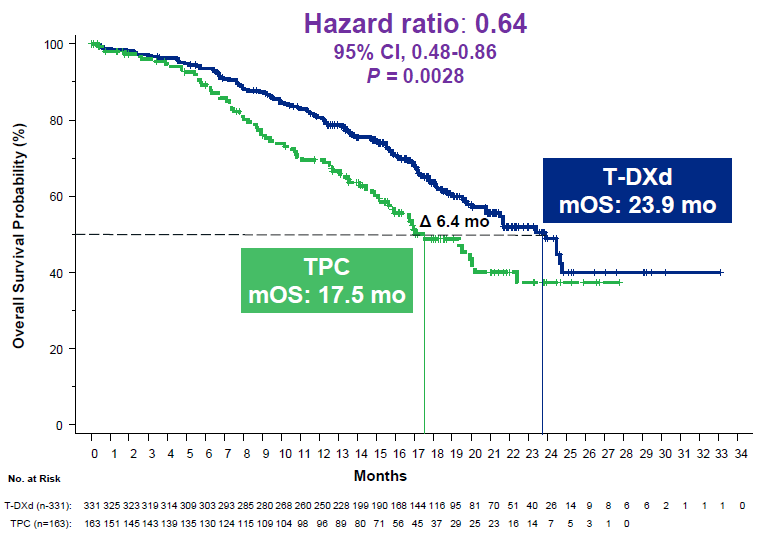 Hazard ratio: 0.64
95% CI, 0.48-0.86
P = 0.0028
Overall Survival Probability (%)
100
80
60
40
20
0
T-DXd
mOS: 23.9 mo
Δ 6.4 mo
TPC
mOS: 17.5 mo
0 1 2 3 4 5 6 7 8 9 10 11 12 13 14 15 16 17 18 19 20 21 22 23 24 25 26 27 28 29 30 31 32 33 34
Months
No. at Risk
T-DXd (n-331): 331 325 323 319 314 309 303 293 285 280 268 260 250 228 199 190 168 144 116 95 81 70 51 40 26 14 9 8 6 6 2 1 1 1 0
TPC (n=163): 163 151 145 143 139 135 130 124 115 109 104 98 96 89 80 71 56 45 37 29 25 23 16 14 7 5 3 1 0